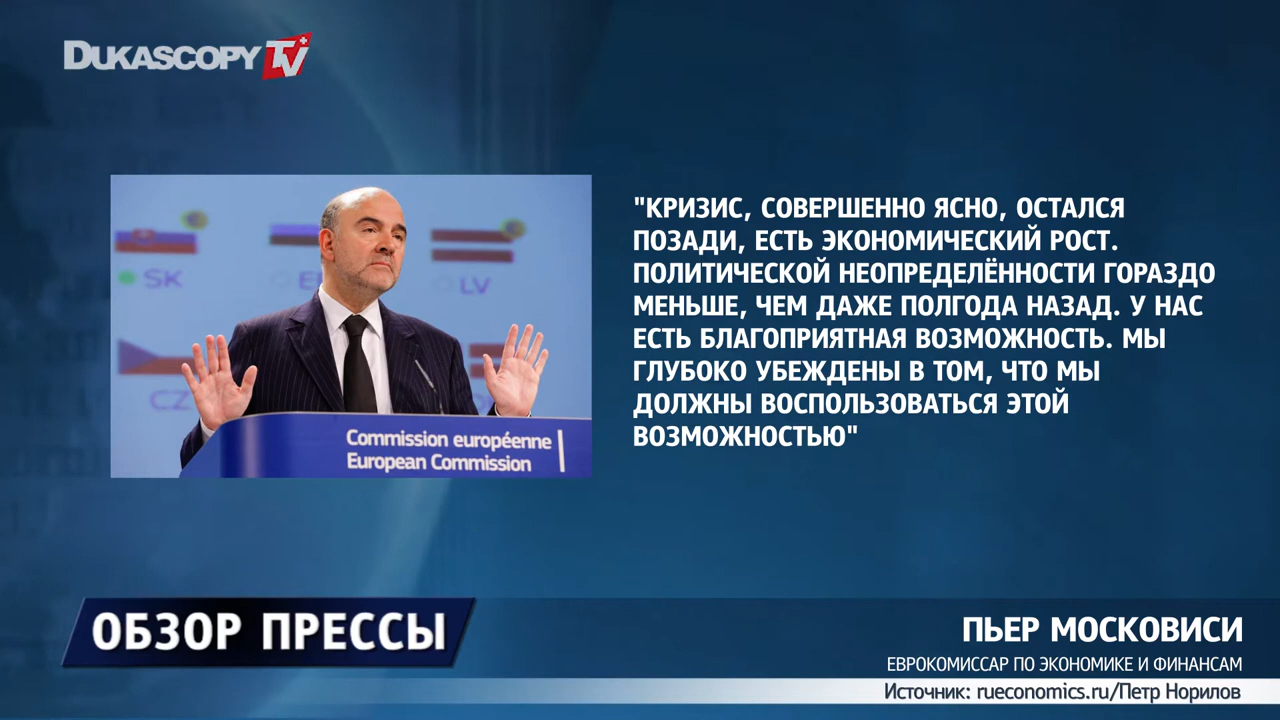 DUKASCOPY TV
"КРИЗИС, СОВЕРШЕННО ЯСНО, ОСТАЛСЯ
ПОЗАДИ, ЕСТЬ ЭКОНОМИЧЕСКИЙ РОСТ.
ПОЛИТИЧЕСКОЙ НЕОПРЕДЕЛЁННОСТИ ГОРАЗДО
МЕНЬШЕ, ЧЕМ ДАЖЕ ПОЛГОДА НАЗАД. У НАС
ЕСТЬ БЛАГОПРИЯТНАЯ ВОЗМОЖНОСТЬ. МЫ
ГЛУБОКО УБЕЖДЕНЫ В ТОМ, ЧТО МЫ
ДОЛЖНЫ ВОСПОЛЬЗОВАТЬСЯ ЭТОЙ
ВОЗМОЖНОСТЬЮ"
SK
LV
CZ
Commission européenne
European Commission
ОБЗОР ПРЕССЫ
ПЬЕР МОСКОВИСИ
ЕВРОКОМИССАР ПО ЭКОНОМИКЕ И ФИНАНСАМ
Источник: rueconomics.ru/Петр Норилов